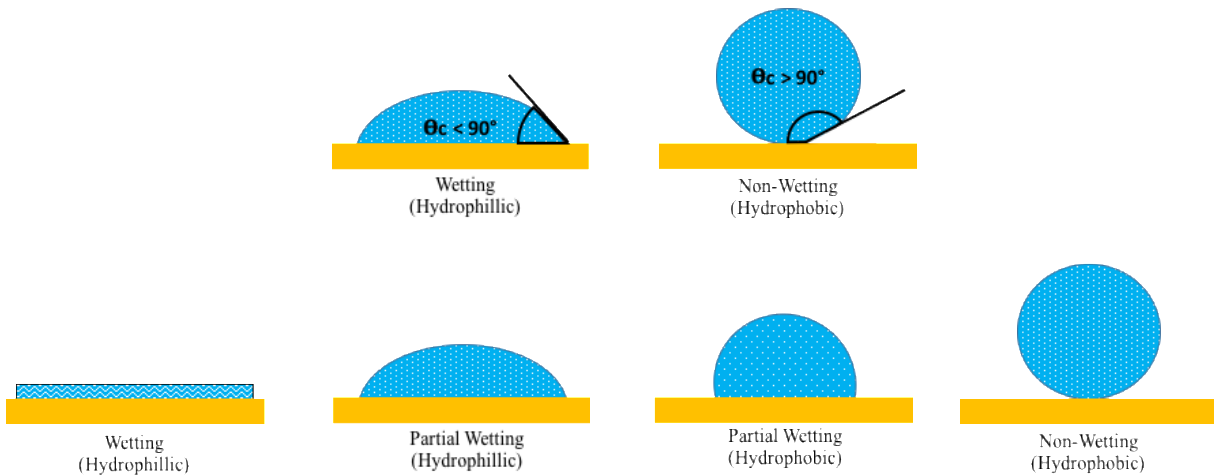 θc < 90°
θc > 90°
Wetting
(Hydrophillic)
Non-Wetting
(Hydrophobic)
Wetting
(Hydrophillic)
Partial Wetting
(Hydrophillic)
Partial Wetting
(Hydrophobic)
Non-Wetting
(Hydrophobic)